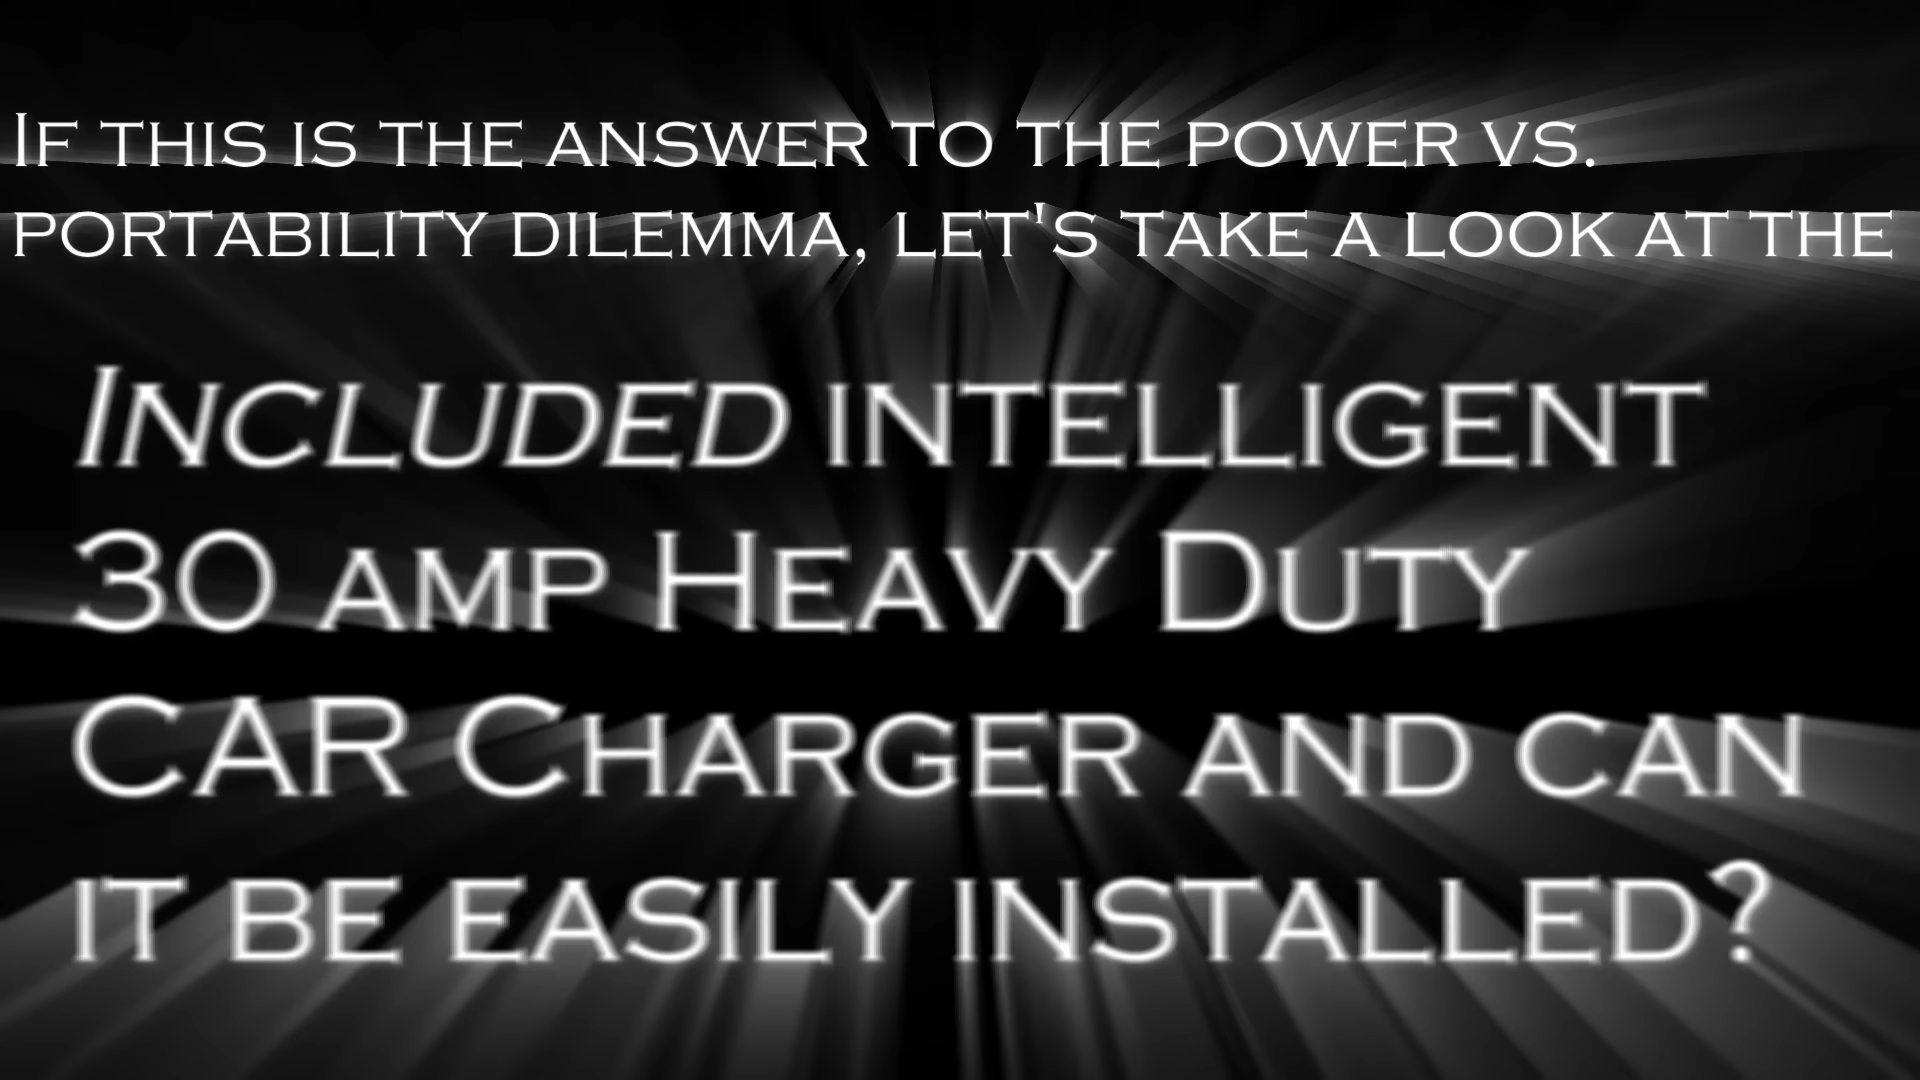 If this is the answer to the power vs.
portability dilemma, let's take a look at the
Included intelligent
30 amp Heavy Duty
CAR Charger and can
it be easily installed?